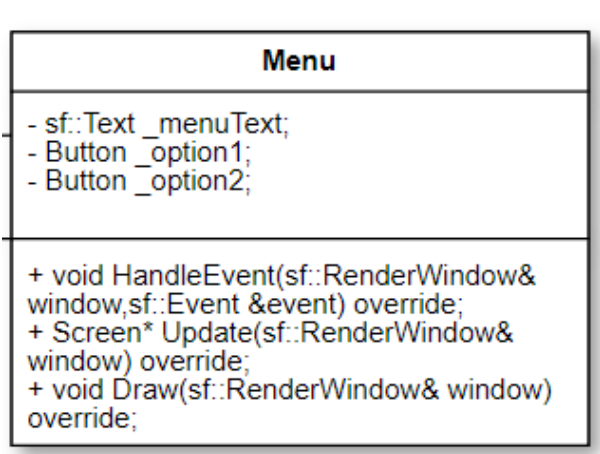 Menu
- sf::Text _menuText;
- Button _option1;
- Button _option2;
+ void HandleEvent(sf::RenderWindow&
window,sf::Event &event) override;
+ Screen* Update(sf::RenderWindow&
window) override;
+ void Draw(sf::RenderWindow& window)
override;